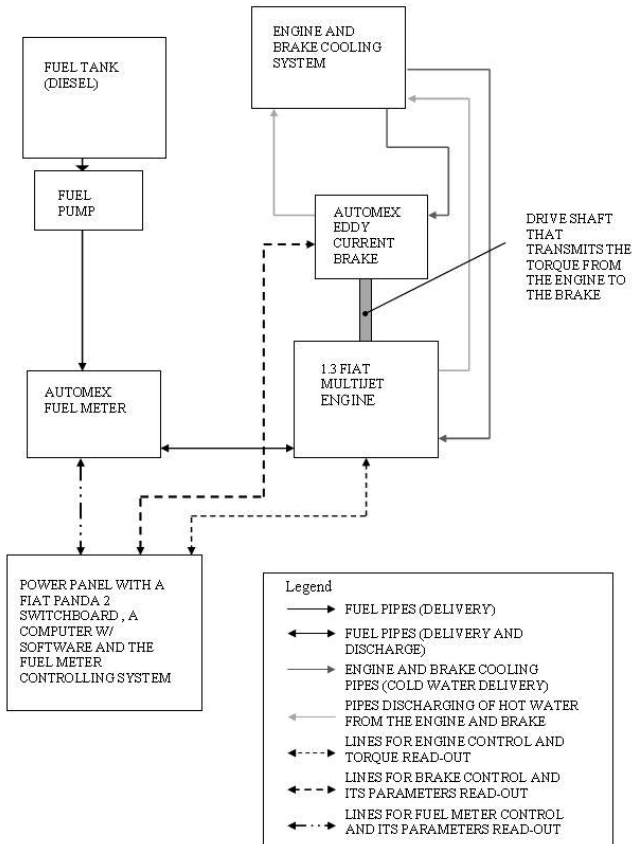 FUEL TANK
(DIESEL)
ENGINE AND
BRAKE COOLING
SYSTEM
FUEL
PUMP
AUTOMEX
EDDY
CURRENT
BRAKE
DRIVE SHAFT
THAT
TRANSMITS THE
TORQUE FROM
THE ENGINE TO
THE BRAKE
AUTOMEX
FUEL METER
1.3 FIAT
MULTIJET
ENGINE
POWER PANEL WITH A
FIAT PANDA 2
SWITCHBOARD , A
COMPUTER W/
SOFTWARE AND THE
FUEL METER
CONTROLLING SYSTEM
Legend
FUEL PIPES (DELIVERY)
FUEL PIPES (DELIVERY AND
DISCHARGE)
ENGINE AND BRAKE COOLING
PIPES (COLD WATER DELIVERY)
PIPES DISCHARGING OF HOT WATER
FROM THE ENGINE AND BRAKE
LINES FOR ENGINE CONTROL AND
TORQUE READ-OUT
LINES FOR BRAKE CONTROL AND
ITS PARAMETERS READ-OUT
LINES FOR FUEL METER CONTROL
AND ITS PARAMETERS READ-OUT